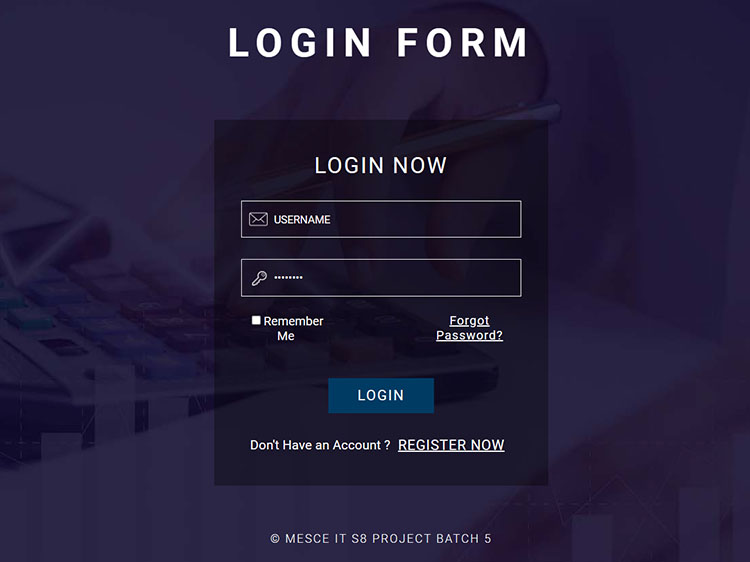 LOGIN FORM
LOGIN NOW
USERNAME
••••••••
Remember
Me
Forgot
Password?
LOGIN
Don't Have an Account ? REGISTER NOW
© MESCE IT S8 PROJECT BATCH 5